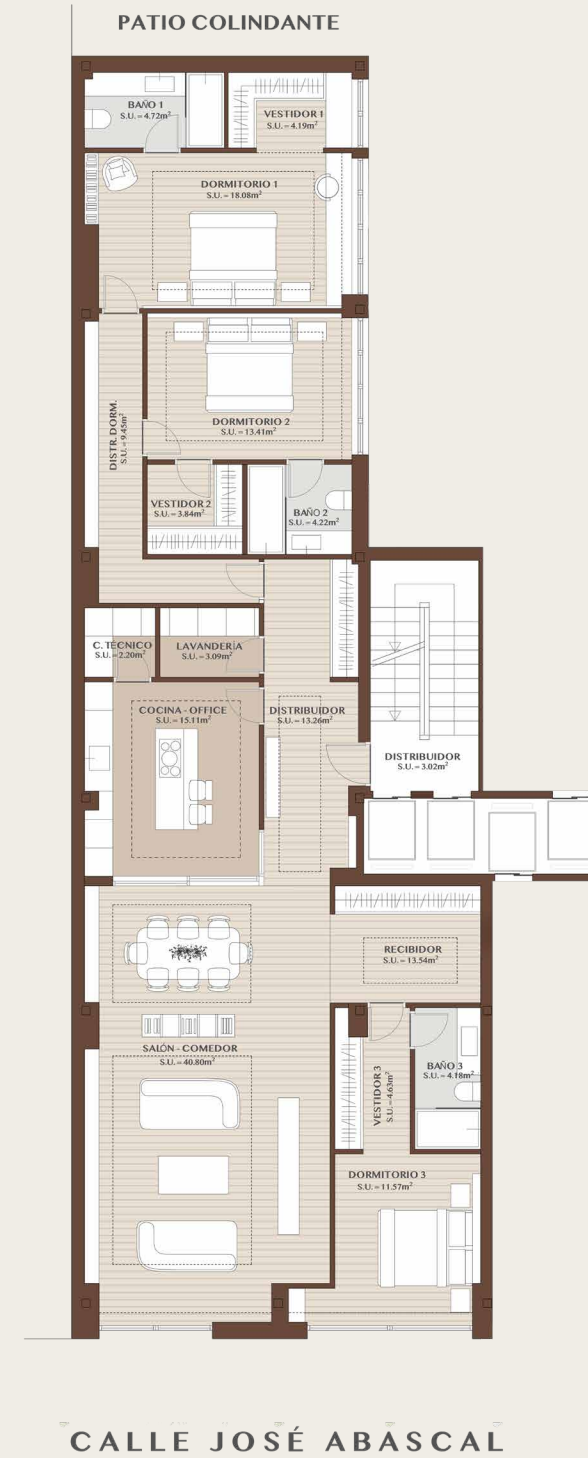 PATIO COLINDANTE
BAÑO 1
S.U. = 4.72m²
VESTIDOR 1
S.U. = 4.19m²
DORMITORIO 1
S.U. = 18.08m²
DISTR. DORM.
S.U. = 9.45m²
DORMITORIO 2
S.U. = 13.41m²
VESTIDOR 2
S.U. = 3.84m²
BAÑO 2
S.U. = 4.22m²
C. TÉCNICO
S.U. = 2.20m²
LAVANDERÍA
S.U. = 3.09m²
COCINA - OFFICE
S.U. = 15.11m²
DISTRIBUIDOR
S.U. = 13.26m²
DISTRIBUIDOR
S.U. = 3.02m²
RECIBIDOR
S.U. = 13.54m²
SALÓN - COMEDOR
S.U. = 40.80m²
VESTIDOR 3
S.U. = 4.63m²
BAÑO 3
S.U. = 4.18m²
DORMITORIO 3
S.U. = 11.57m²
CALLE JOSÉ ABASCAL